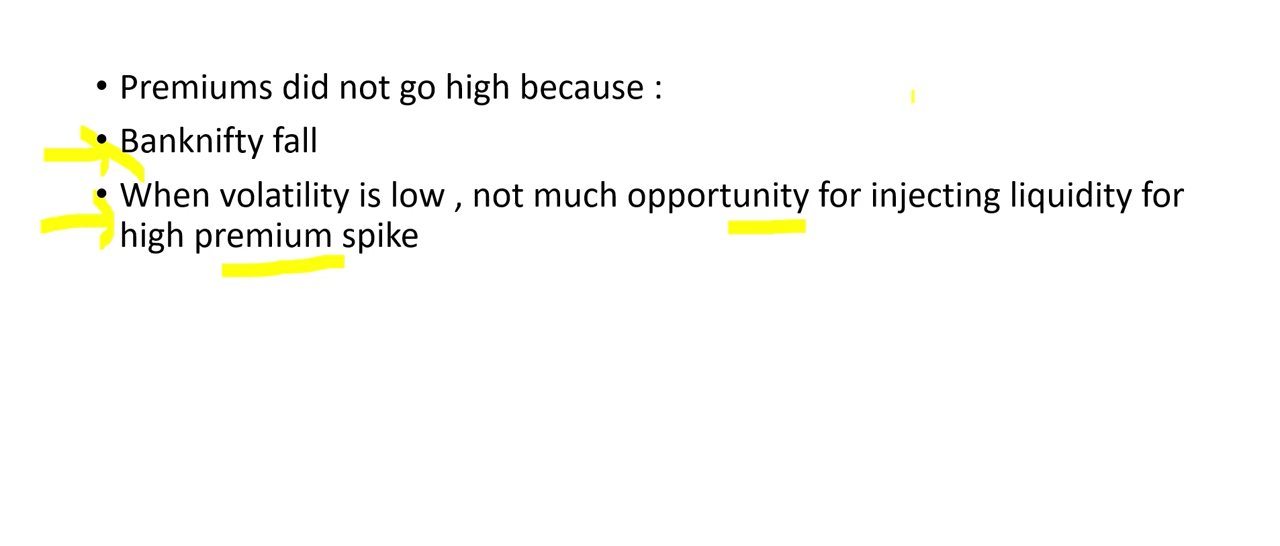 • Premiums did not go high because :
• Banknifty fall
• When volatility is low , not much opportunity for injecting liquidity for
high premium spike